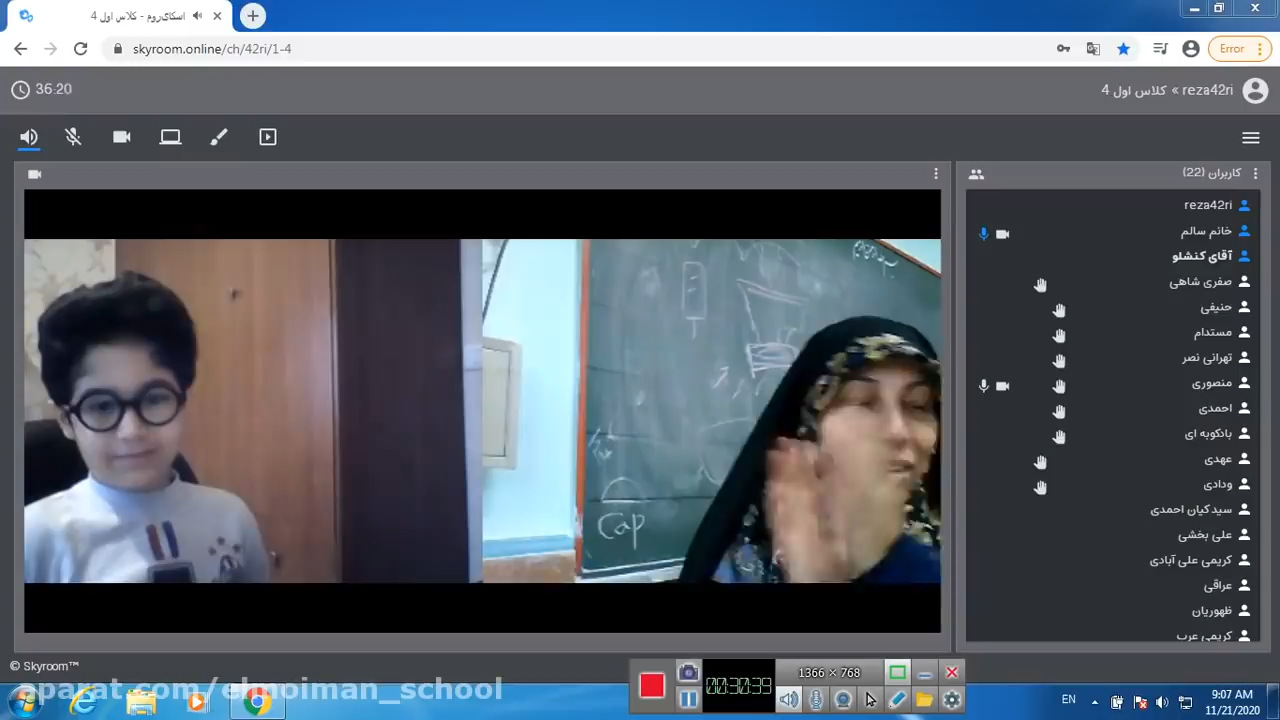 اسکای‌روم - کلاس اول 4
skyroom.online/ch/42ri/1-4
Error
36:20
reza42ri » کلاس اول 4
کاربران (22)
reza42ri
خانم سالم
آقای کنشلو
صفری شاهی
حنیفی
مستدام
تهرانی نصر
منصوری
احمدی
بادکوبه ای
عهدی
ودادی
سیدکیان احمدی
علی بخشی
کریمی علی آبادی
عراقی
ظهوریان
کریمی عرب
Cap
© Skyroom™
1366 × 768
00:30:39
aparat.com/elmoiman_school
EN
9:07 AM
11/21/2020